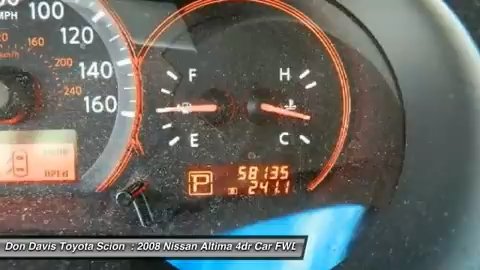 80
MPH
100
120
140
160
160
200
240
F
H
E
C
P
58135
241.1
Don Davis Toyota Scion : 2008 Nissan Altima 4dr Car FWL